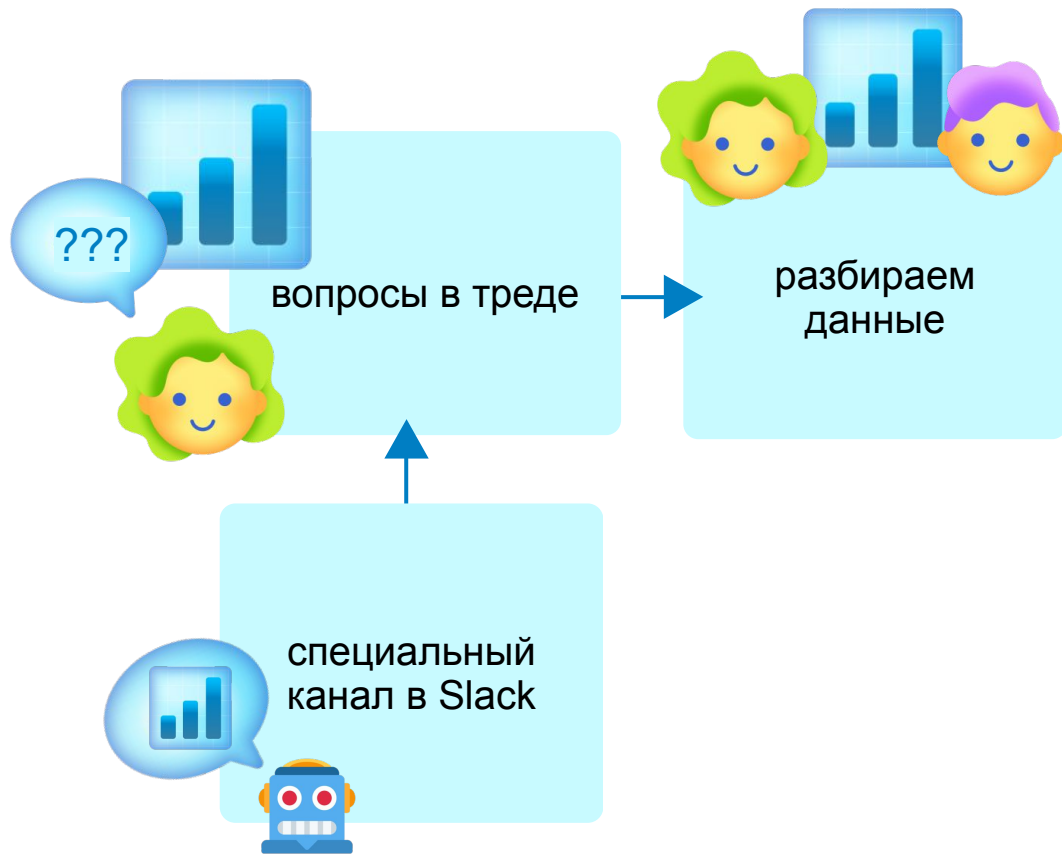 ???
вопросы в треде
разбираем
данные
специальный
канал в Slack